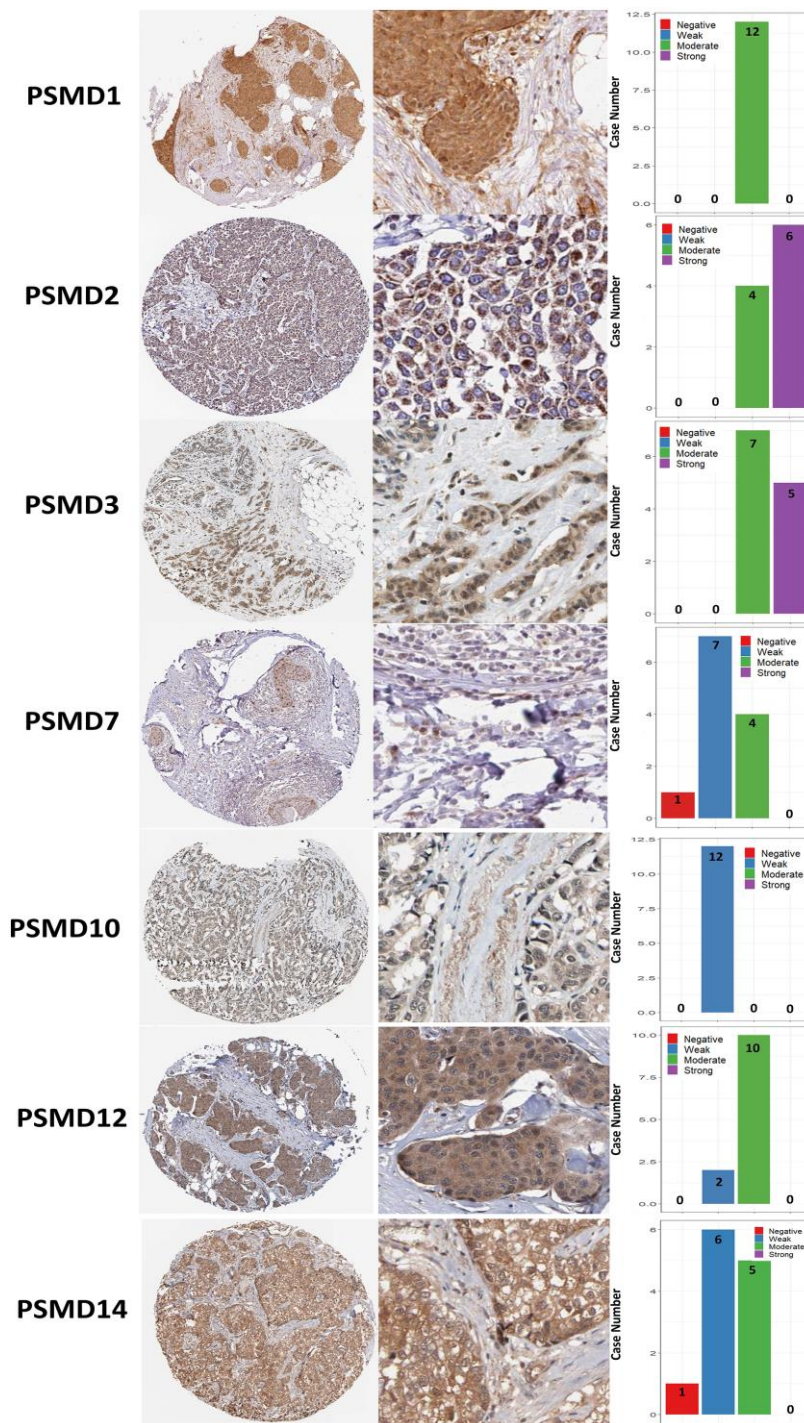 PSMD1
Case Number
12.5
10.0
7.5
5.0
2.5
0.0
Negative
Weak
Moderate
Strong
0
0
12
0
PSMD2
Case Number
6
4
2
0
Negative
Weak
Moderate
Strong
0
0
4
6
PSMD3
Case Number
6
4
2
0
Negative
Weak
Moderate
Strong
0
0
7
5
PSMD7
Case Number
6
4
2
0
Negative
Weak
Moderate
Strong
1
7
4
0
PSMD10
Case Number
12.5
10.0
7.5
5.0
2.5
0.0
Negative
Weak
Moderate
Strong
0
12
0
0
PSMD12
Case Number
10.0
7.5
5.0
2.5
0.0
Negative
Weak
Moderate
Strong
0
2
10
0
PSMD14
Case Number
6
4
2
0
Negative
Weak
Moderate
Strong
1
6
5
0